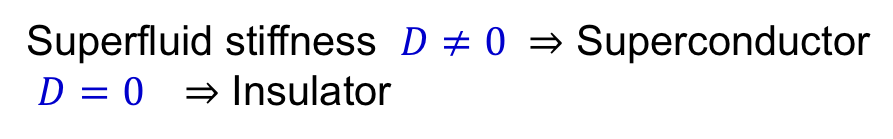 Superfluid stiffness D ≠ 0 ⇒ Superconductor
D = 0 ⇒ Insulator